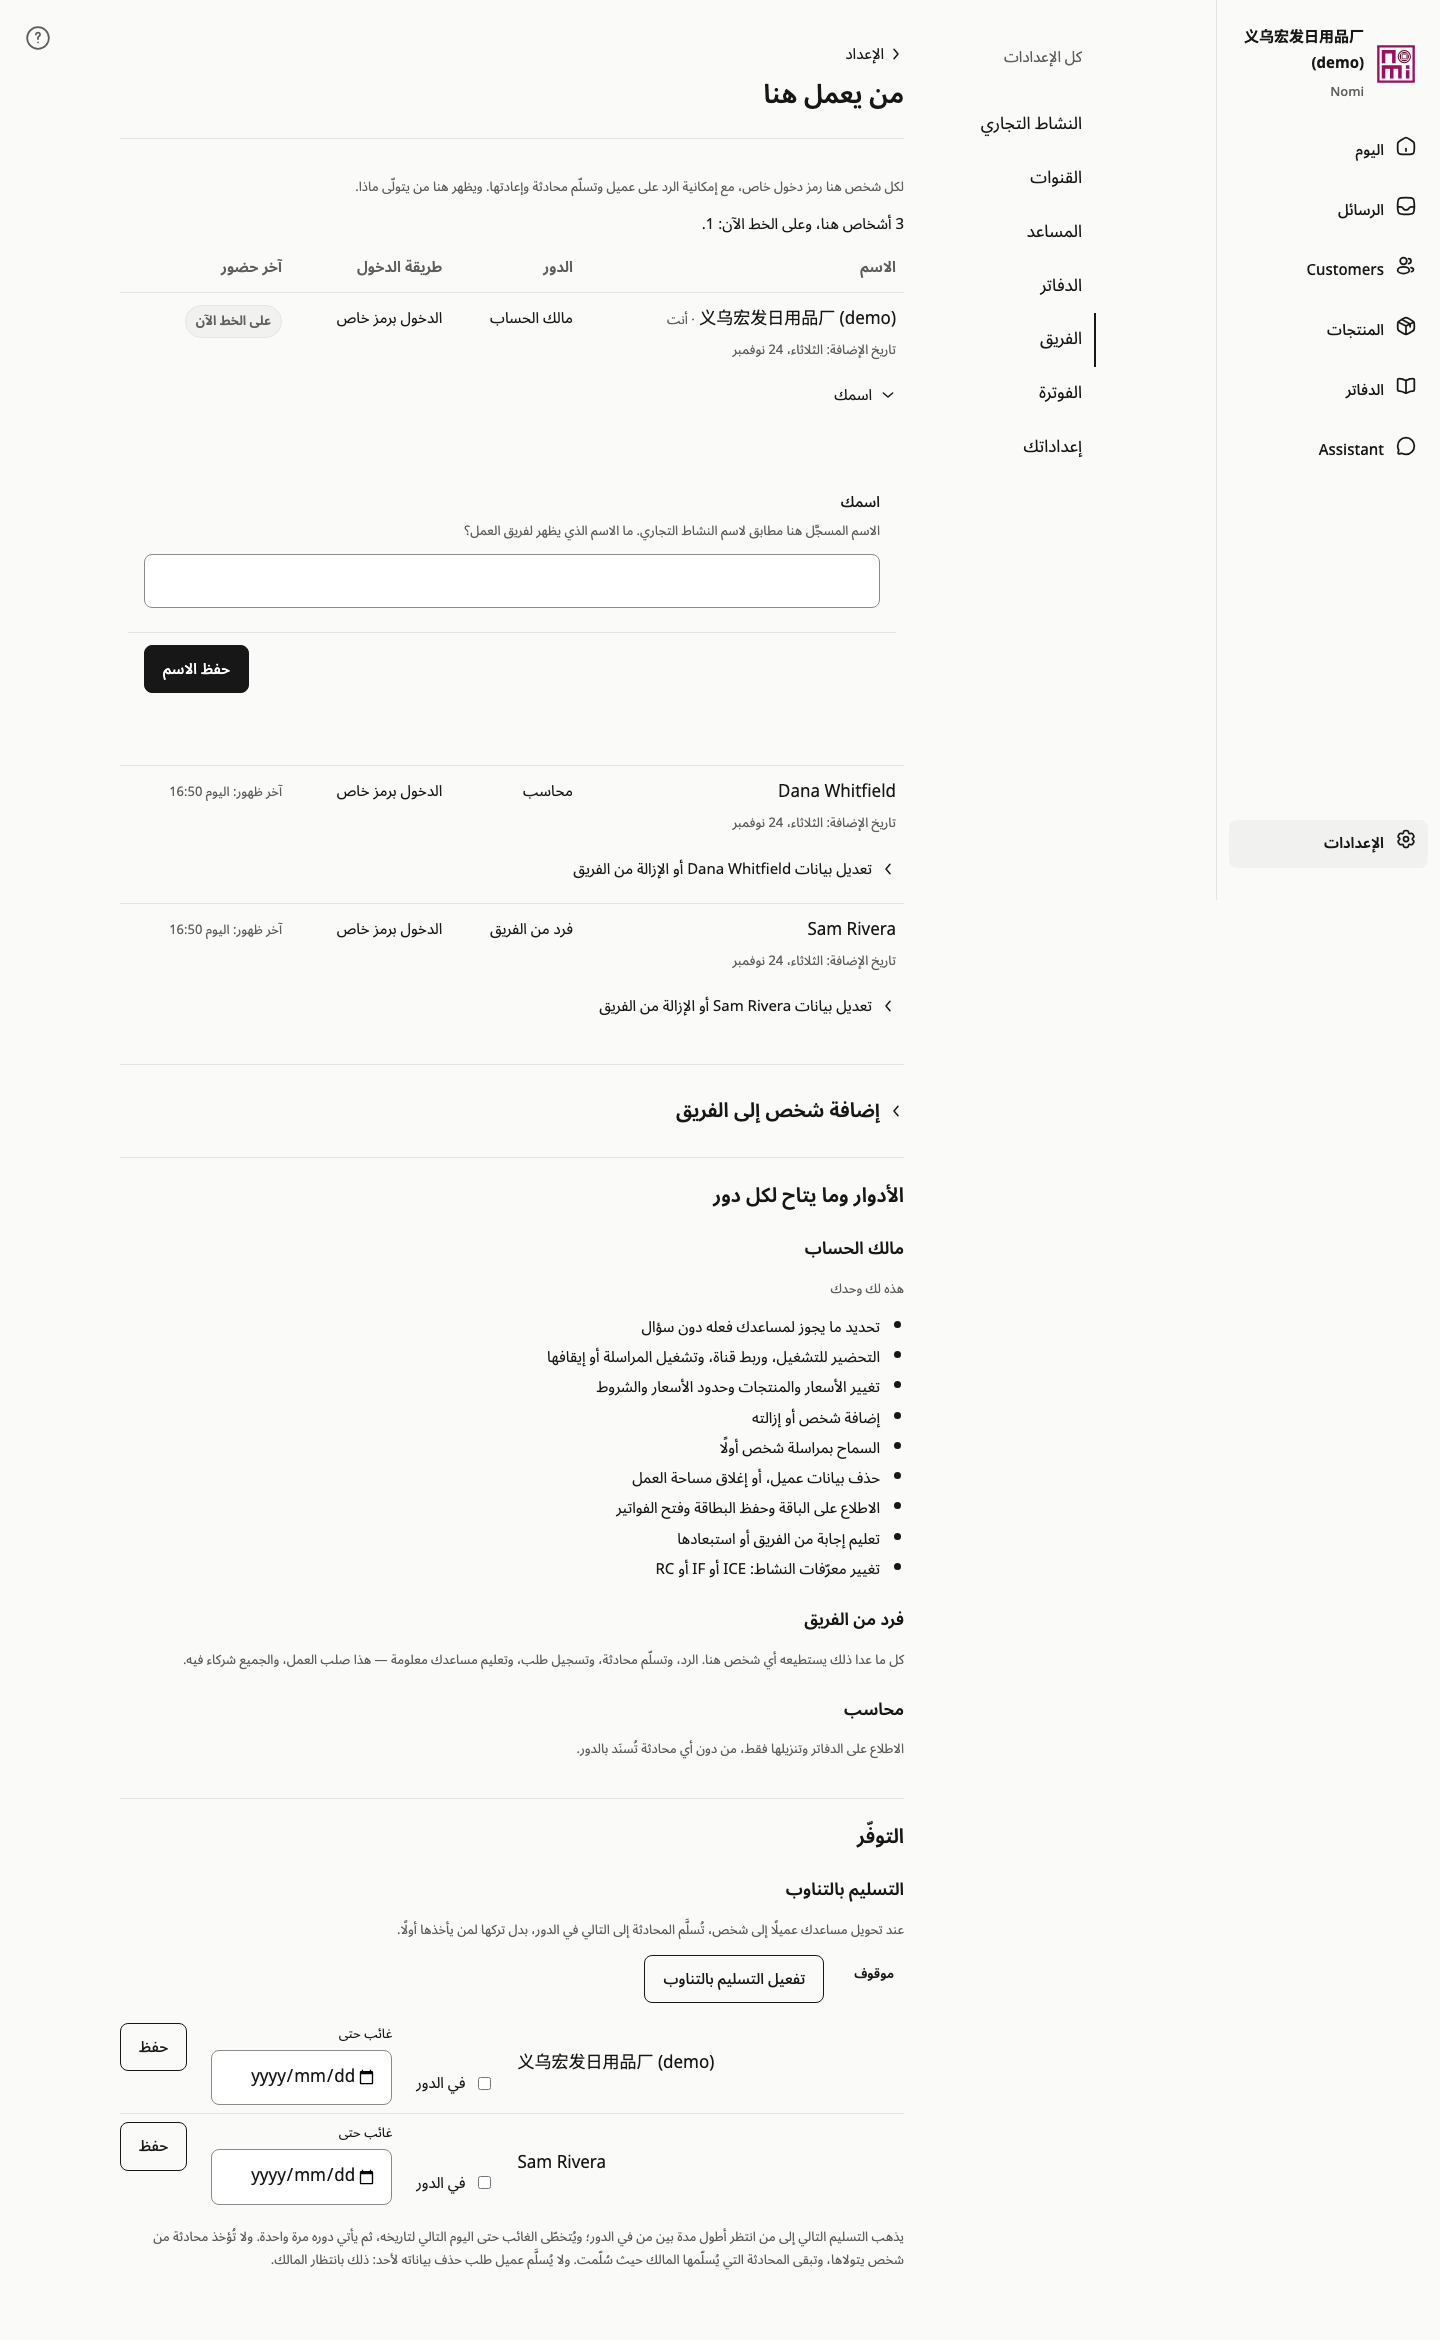 义乌宏发日用品厂
(demo)
Nomi
اليوم
الرسائل
Customers
المنتجات
الدفاتر
Assistant
الإعدادات
كل الإعدادات
النشاط التجاري
القنوات
المساعد
الدفاتر
الفريق
الفوترة
إعداداتك
الإعداد
من يعمل هنا
لكل شخص هنا رمز دخول خاص، مع إمكانية الرد على عميل وتسلّم محادثة وإعادتها. ويظهر هنا من يتولّى ماذا.
3 أشخاص هنا، وعلى الخط الآن: 1.
الاسم الدور طريقة الدخول آخر حضور
义乌宏发日用品厂 (demo) · أنت مالك الحساب الدخول برمز خاص على الخط الآن
تاريخ الإضافة: الثلاثاء، 24 نوفمبر
اسمك
اسمك
الاسم المسجَّل هنا مطابق لاسم النشاط التجاري. ما الاسم الذي يظهر لفريق العمل؟
حفظ الاسم
Dana Whitfield محاسب الدخول برمز خاص آخر ظهور: اليوم 16:50
تاريخ الإضافة: الثلاثاء، 24 نوفمبر
تعديل بيانات Dana Whitfield أو الإزالة من الفريق
Sam Rivera فرد من الفريق الدخول برمز خاص آخر ظهور: اليوم 16:50
تاريخ الإضافة: الثلاثاء، 24 نوفمبر
تعديل بيانات Sam Rivera أو الإزالة من الفريق
إضافة شخص إلى الفريق
الأدوار وما يتاح لكل دور
مالك الحساب
هذه لك وحدك
تحديد ما يجوز لمساعدك فعله دون سؤال
التحضير للتشغيل، وربط قناة، وتشغيل المراسلة أو إيقافها
تغيير الأسعار والمنتجات وحدود الأسعار والشروط
إضافة شخص أو إزالته
السماح بمراسلة شخص أولًا
حذف بيانات عميل، أو إغلاق مساحة العمل
الاطلاع على الباقة وحفظ البطاقة وفتح الفواتير
تعليم إجابة من الفريق أو استبعادها
تغيير معرّفات النشاط: ICE أو IF أو RC
فرد من الفريق
كل ما عدا ذلك يستطيعه أي شخص هنا. الرد، وتسلّم محادثة، وتسجيل طلب، وتعليم مساعدك معلومة — هذا صلب العمل، والجميع شركاء فيه.
محاسب
الاطلاع على الدفاتر وتنزيلها فقط، من دون أي محادثة تُسنَد بالدور.
التوفّر
التسليم بالتناوب
عند تحويل مساعدك عميلًا إلى شخص، تُسلَّم المحادثة إلى التالي في الدور، بدل تركها لمن يأخذها أولًا.
موقوف تفعيل التسليم بالتناوب
غائب حتى
义乌宏发日用品厂 (demo) في الدور yyyy/mm/dd حفظ
غائب حتى
Sam Rivera في الدور yyyy/mm/dd حفظ
يذهب التسليم التالي إلى من انتظر أطول مدة بين من في الدور؛ ويُتخطّى الغائب حتى اليوم التالي لتاريخه، ثم يأتي دوره مرة واحدة. ولا تُؤخذ محادثة من
شخص يتولاها، وتبقى المحادثة التي يُسلّمها المالك حيث سُلّمت. ولا يُسلَّم عميل طلب حذف بياناته لأحد: ذلك بانتظار المالك.